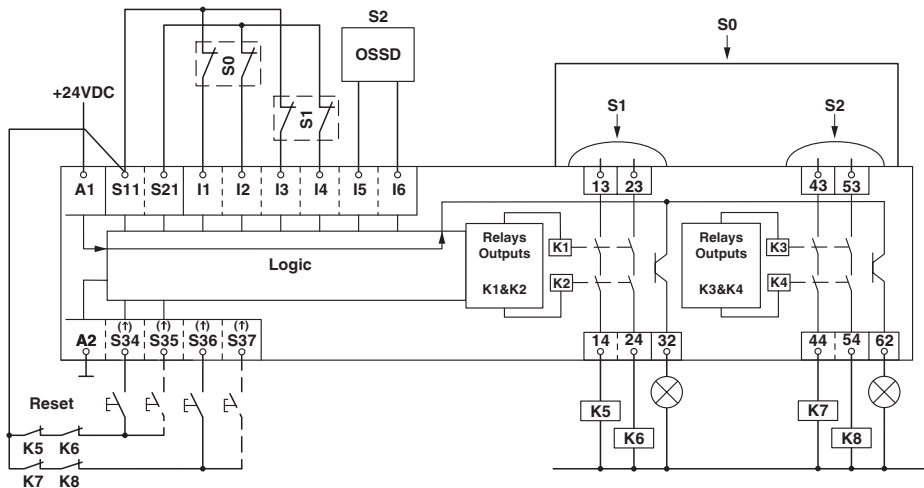 S2
OSSD
S0
S1
+24VDC
S0
S1
S2
A1 S11 S21 I1 I2 I3 I4 I5 I6
13 23
43 53
Logic
Relays
Outputs
K1&K2
K1
K2
Relays
Outputs
K3&K4
K3
K4
(↑) (↑) (↑) (↑)
A2 S34 S35 S36 S37
14 24 32
44 54 62
Reset
K5 K6
K7 K8
K5
K6
K7
K8